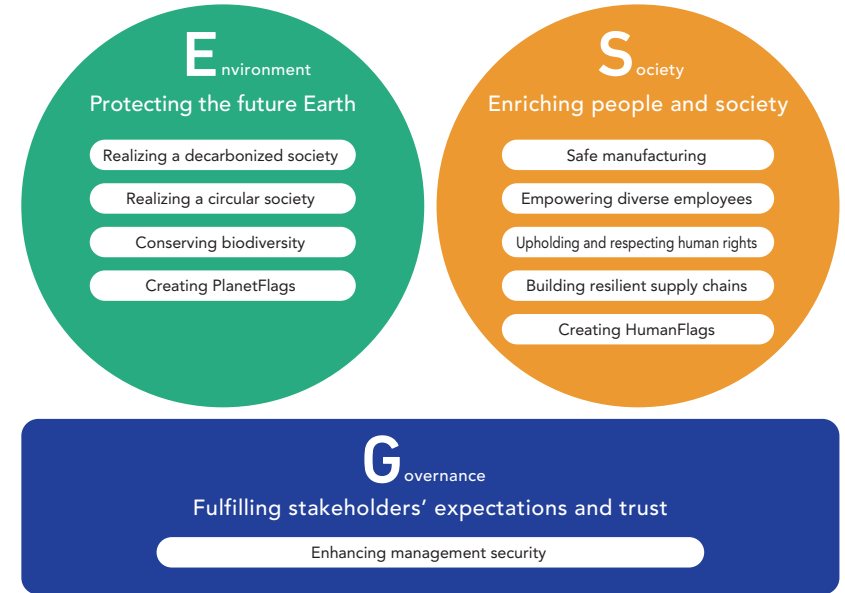 Environment
Protecting the future Earth
Realizing a decarbonized society
Realizing a circular society
Conserving biodiversity
Creating PlanetFlags
Society
Enriching people and society
Safe manufacturing
Empowering diverse employees
Upholding and respecting human rights
Building resilient supply chains
Creating HumanFlags
Governance
Fulfilling stakeholders’ expectations and trust
Enhancing management security